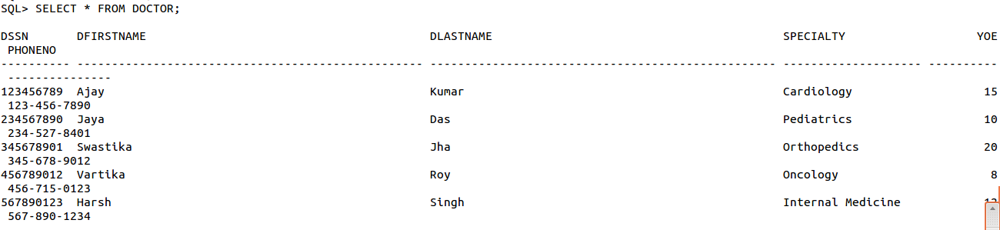 SQL> SELECT * FROM DOCTOR;
DSSN DFIRSTNAME DLASTNAME SPECIALTY YOE
PHONENO
---------- -------------------------------------------------- -------------------------------------------------- -------------------- ----------
---------------
123456789 Ajay Kumar Cardiology 15
123-456-7890
234567890 Jaya Das Pediatrics 10
234-527-8401
345678901 Swastika Jha Orthopedics 20
345-678-9012
456789012 Vartika Roy Oncology 8
456-715-0123
567890123 Harsh Singh Internal Medicine
567-890-1234